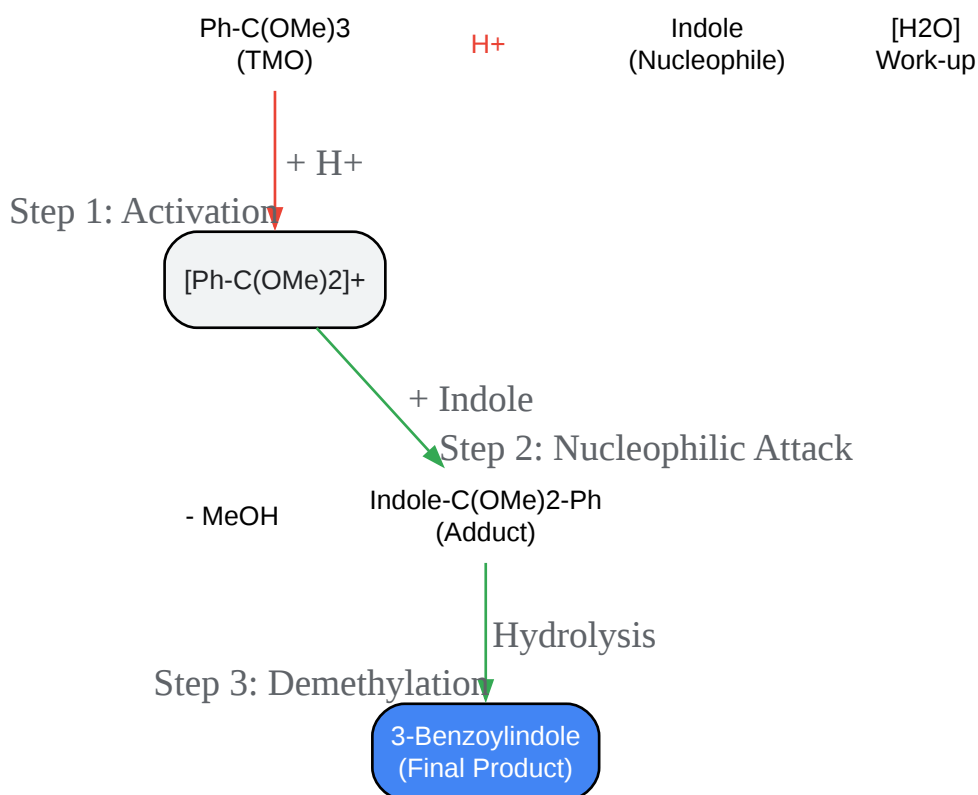 Ph-C(OMe)3
(TMO)
H+
Indole
(Nucleophile)
[H2O]
Work-up
+ H+
Step 1: Activation
[Ph-C(OMe)2]+
+ Indole
Step 2: Nucleophilic Attack
- MeOH
Indole-C(OMe)2-Ph
(Adduct)
Hydrolysis
Step 3: Demethylation
3-Benzoylindole
(Final Product)